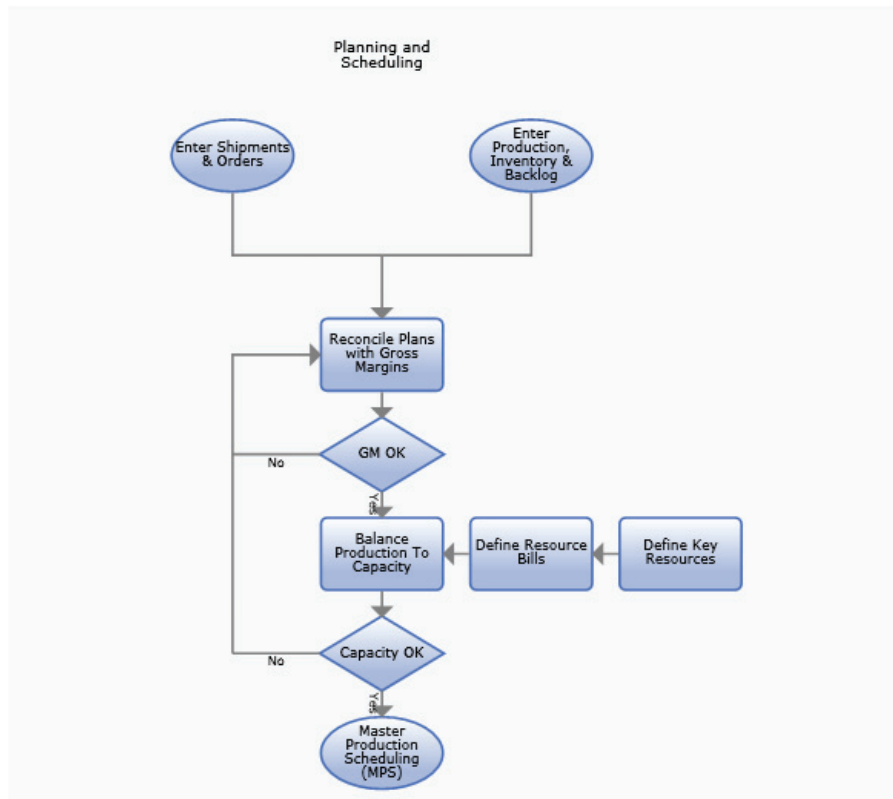 Planning and
Scheduling
Enter Shipments
& Orders
Enter
Production,
Inventory &
Backlog
Reconcile Plans
with Gross
Margins
GM OK
No
Yes
Balance
Production To
Capacity
Define Resource
Bills
Define Key
Resources
Capacity OK
No
Yes
Master
Production
Scheduling
(MPS)